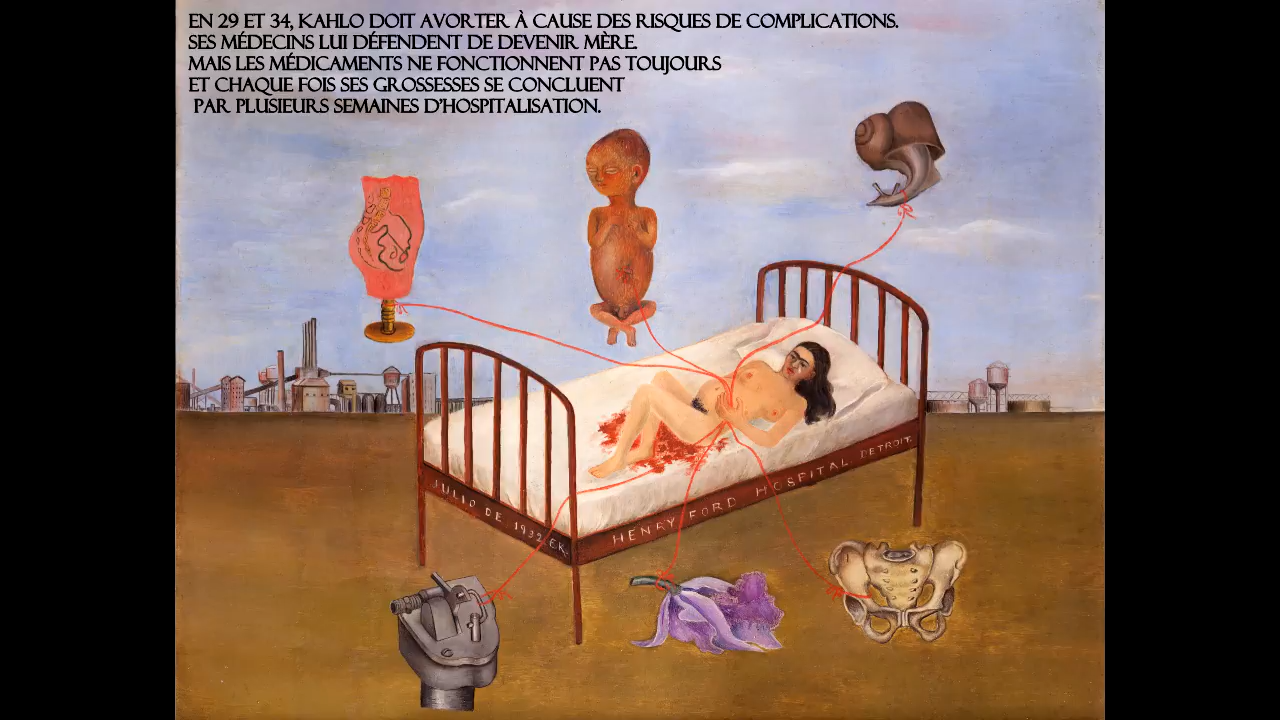 EN 29 ET 34, KAHLO DOIT AVORTER À CAUSE DES RISQUES DE COMPLICATIONS.
SES MÉDECINS LUI DÉFENDENT DE DEVENIR MÈRE.
MAIS LES MÉDICAMENTS NE FONCTIONNENT PAS TOUJOURS
ET CHAQUE FOIS SES GROSSESSES SE CONCLUENT
PAR PLUSIEURS SEMAINES D'HOSPITALISATION.
JULIO DE 1932 F.K.
HENRY FORD HOSPITAL DETROIT.